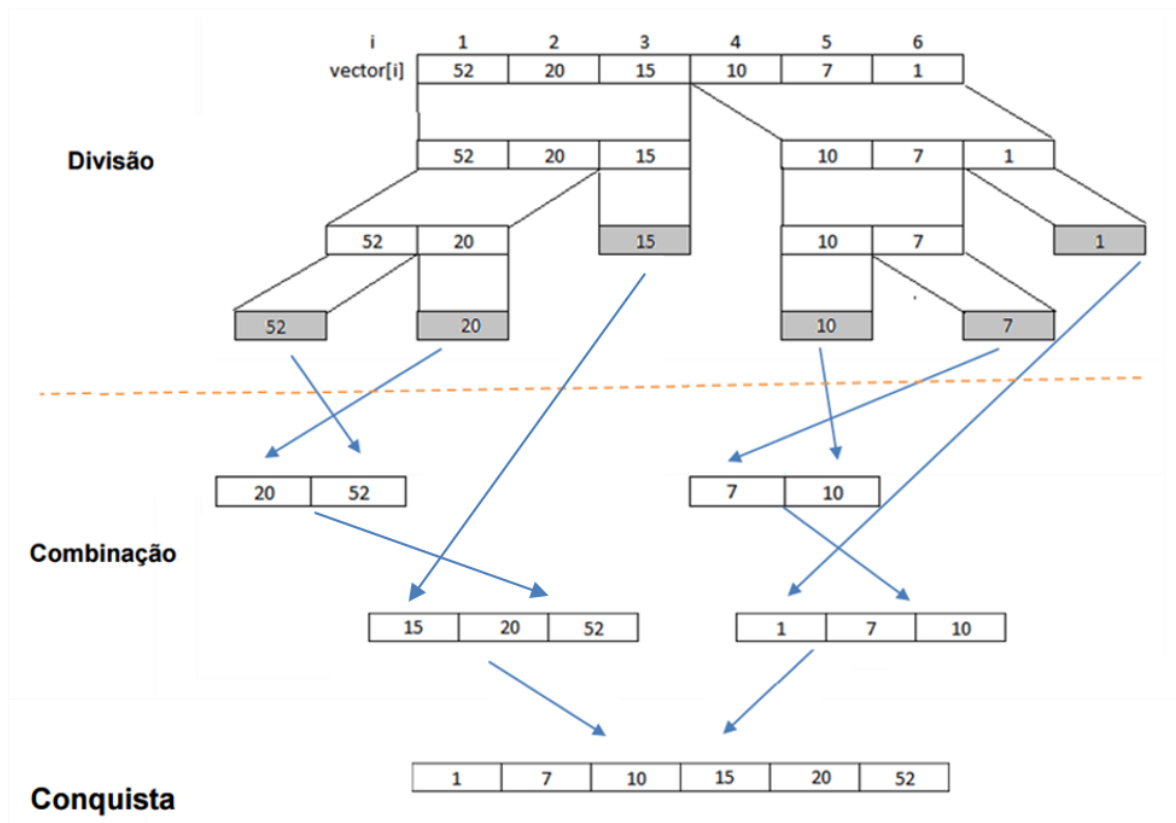 i 1 2 3 4 5 6
vector[i] 52 20 15 10 7 1
Divisão
52 20 15 10 7 1
52 20 15 10 7 1
52 20 10 7
20 52 7 10
Combinação
15 20 52 1 7 10
1 7 10 15 20 52
Conquista